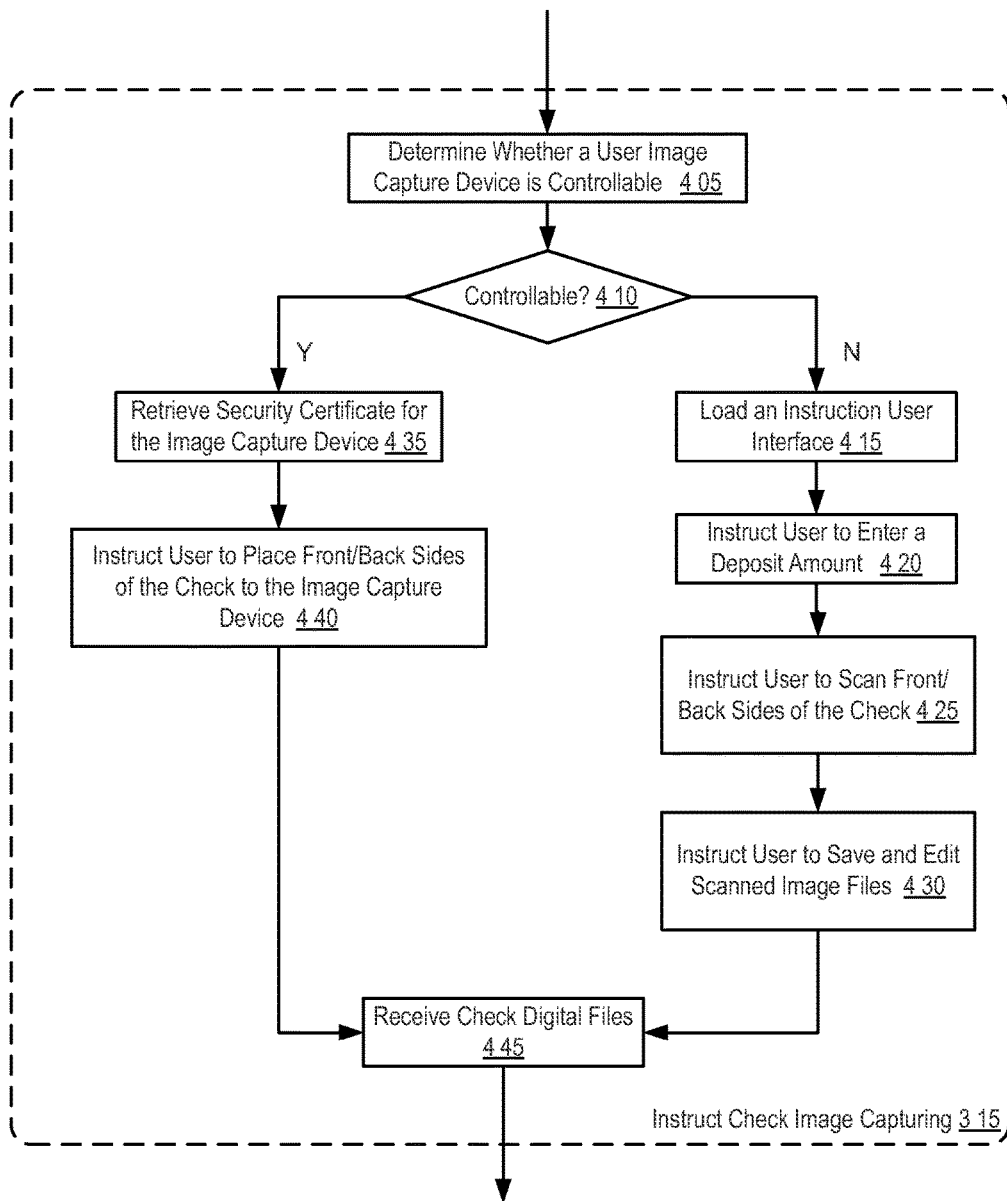 Determine Whether a User Image
Capture Device is Controllable 4 05
Controllable? 4 10
Y
N
Retrieve Security Certificate for
the Image Capture Device 4 35
Load an Instruction User
Interface 4 15
Instruct User to Place Front/Back Sides
of the Check to the Image Capture
Device 4 40
Instruct User to Enter a
Deposit Amount 4 20
Instruct User to Scan Front/
Back Sides of the Check 4 25
Instruct User to Save and Edit
Scanned Image Files 4 30
Receive Check Digital Files
4 45
Instruct Check Image Capturing 3 15